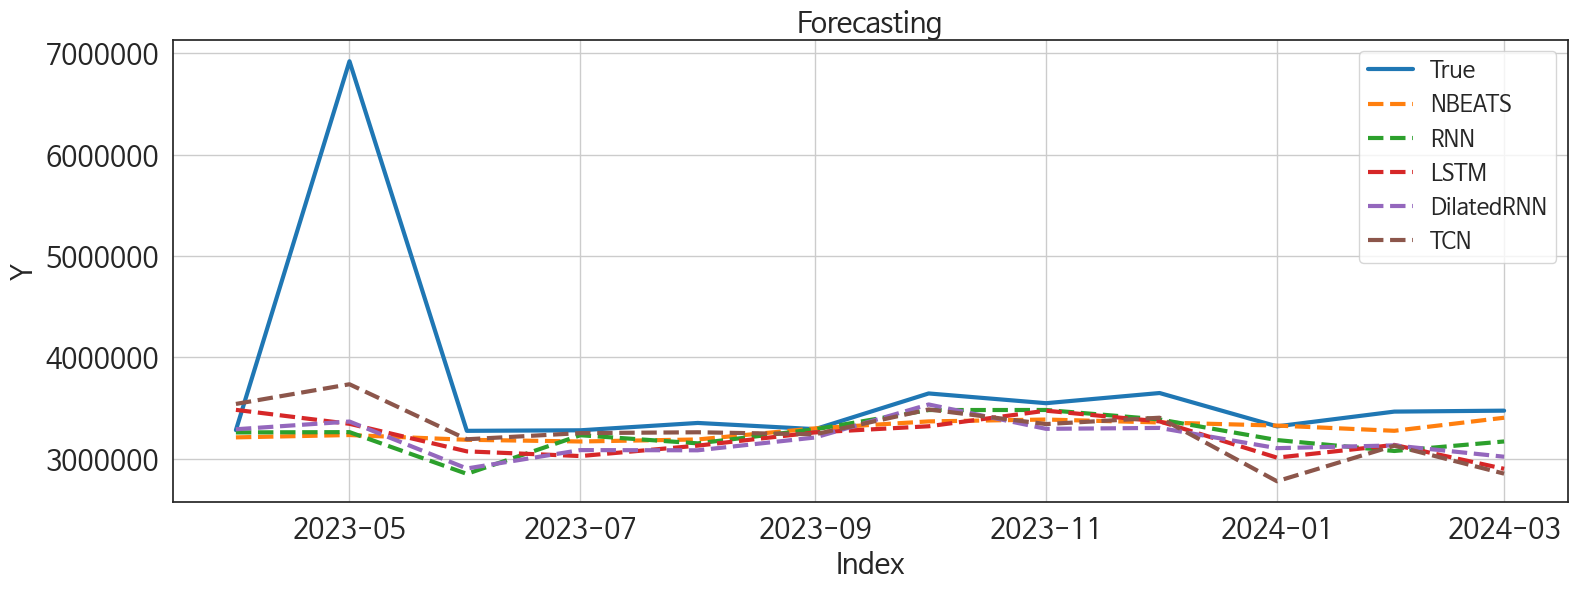 Forecasting
7000000
6000000
5000000
4000000
3000000
Y
True
NBEATS
RNN
LSTM
DilatedRNN
TCN
2023-05
2023-07
2023-09
2023-11
2024-01
2024-03
Index